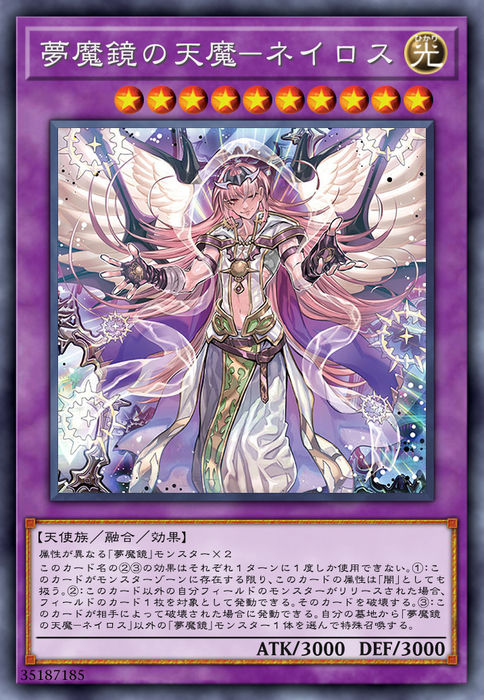 夢魔鏡の天魔－ネイロス
ひかり
光
【天使族／融合／効果】
属性が異なる「夢魔鏡」モンスター×２
このカード名の②③の効果はそれぞれ１ターンに１度しか使用できない。①：こ
のカードがモンスターゾーンに存在する限り、このカードの属性は「闇」としても
扱う。②：このカード以外の自分フィールドのモンスターがリリースされた場合、
フィールドのカード１枚を対象として発動できる。そのカードを破壊する。③：こ
のカードが相手によって破壊された場合に発動できる。自分の墓地から「夢魔鏡
の天魔－ネイロス」以外の「夢魔鏡」モンスター１体を選んで特殊召喚する。
ATK/3000 DEF/3000
35187185